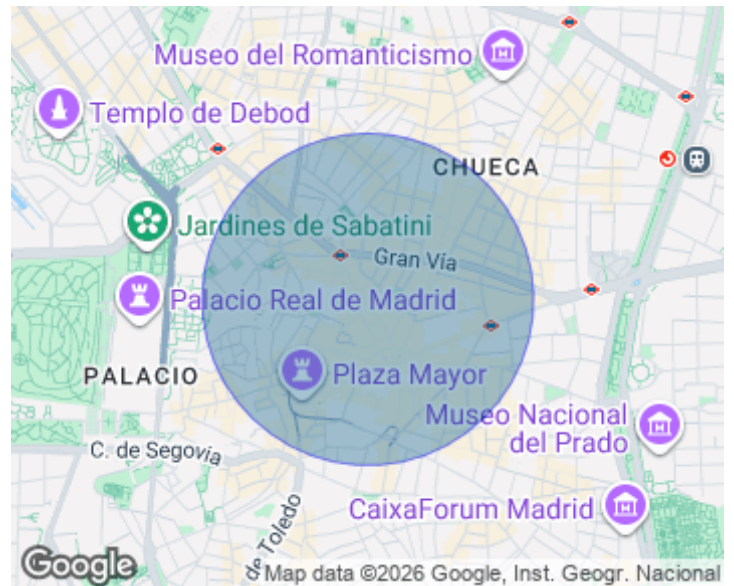 Museo del Romanticismo
Templo de Debod
CHUECA
Jardines de Sabatini
Gran Vía
Palacio Real de Madrid
PALACIO
Plaza Mayor
Museo Nacional
del Prado
C. de Segovia
CaixaForum Madrid
de Toledo
Google
Map data ©2026 Google, Inst. Geogr. Nacional